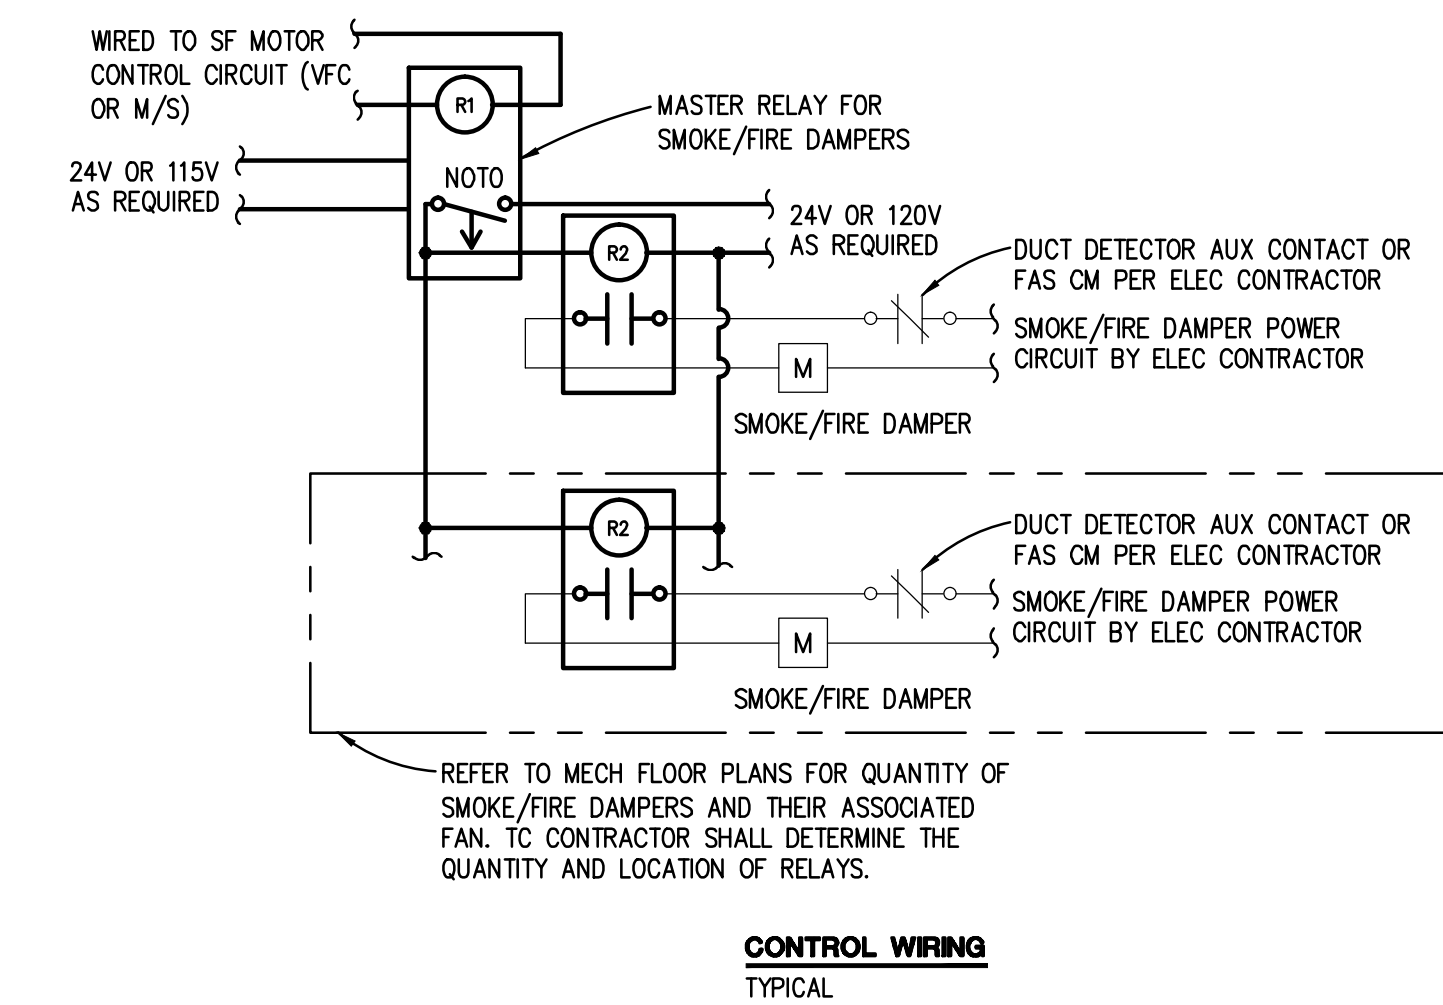 WIRED TO SF MOTOR
CONTROL CIRCUIT (VFC
OR M/S)
R1
MASTER RELAY FOR
SMOKE/FIRE DAMPERS
24V OR 115V
AS REQUIRED
NOTO
24V OR 120V
AS REQUIRED
R2
DUCT DETECTOR AUX CONTACT OR
FAS CM PER ELEC CONTRACTOR
SMOKE/FIRE DAMPER POWER
CIRCUIT BY ELEC CONTRACTOR
M
SMOKE/FIRE DAMPER
R2
DUCT DETECTOR AUX CONTACT OR
FAS CM PER ELEC CONTRACTOR
SMOKE/FIRE DAMPER POWER
CIRCUIT BY ELEC CONTRACTOR
M
SMOKE/FIRE DAMPER
REFER TO MECH FLOOR PLANS FOR QUANTITY OF
SMOKE/FIRE DAMPERS AND THEIR ASSOCIATED
FAN. TC CONTRACTOR SHALL DETERMINE THE
QUANTITY AND LOCATION OF RELAYS.
CONTROL WIRING
TYPICAL